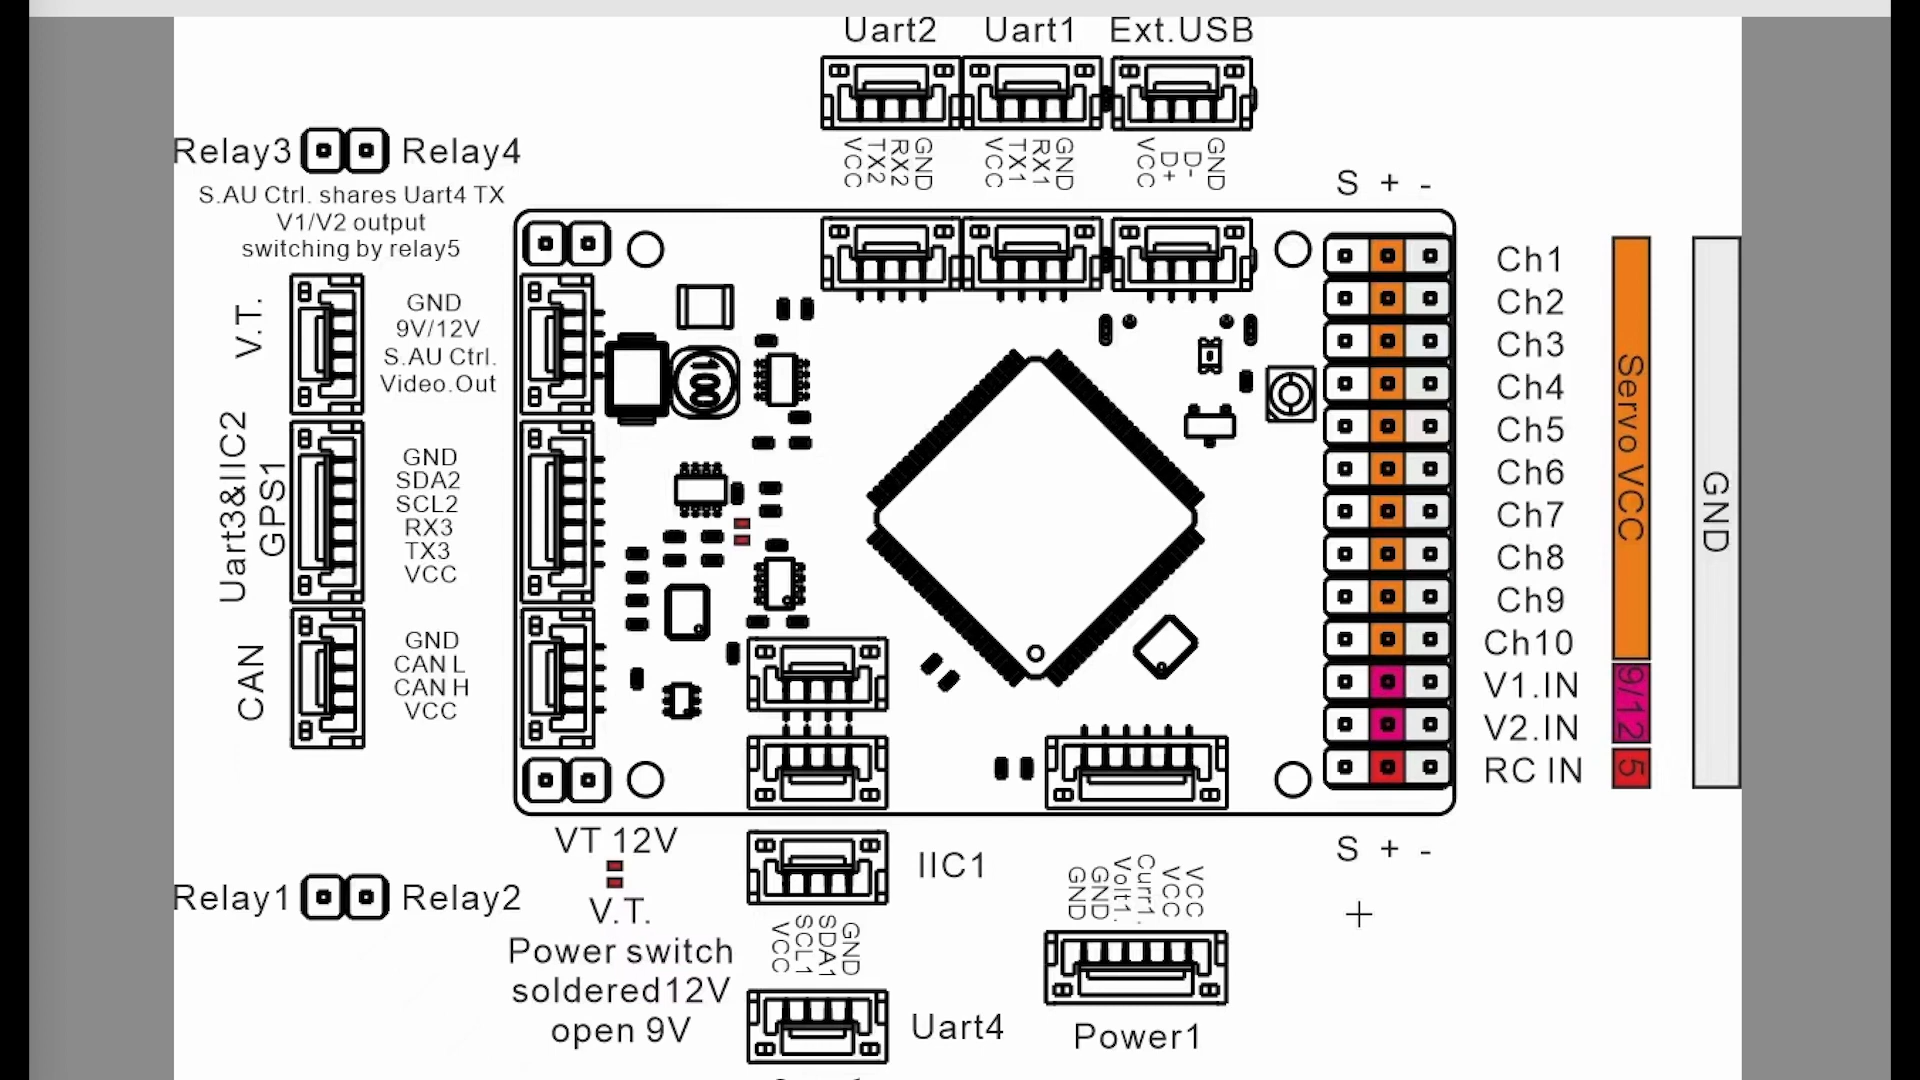 Uart2 Uart1 Ext.USB
VCC TX2 RX2 GND VCC TX1 RX1 GND VCC D+ D- GND
Relay3 Relay4
S.AU Ctrl. shares Uart4 TX
V1/V2 output
switching by relay5
S + -
V.T.
GND
9V/12V
S.AU Ctrl.
Video.Out
Uart3&IIC2
GPS1
GND
SDA2
SCL2
RX3
TX3
VCC
CAN
GND
CAN L
CAN H
VCC
100
Ch1
Ch2
Ch3
Ch4
Ch5
Ch6
Ch7
Ch8
Ch9
Ch10
V1.IN
V2.IN
RC IN
Servo VCC
9/12
5
GND
S + -
+
VT 12V
V.T.
Power switch
soldered12V
open 9V
Relay1 Relay2
IIC1
VCC SCL1 SDA1 GND
Uart4
GND GND Volt1. Curr1. VCC VCC
Power1